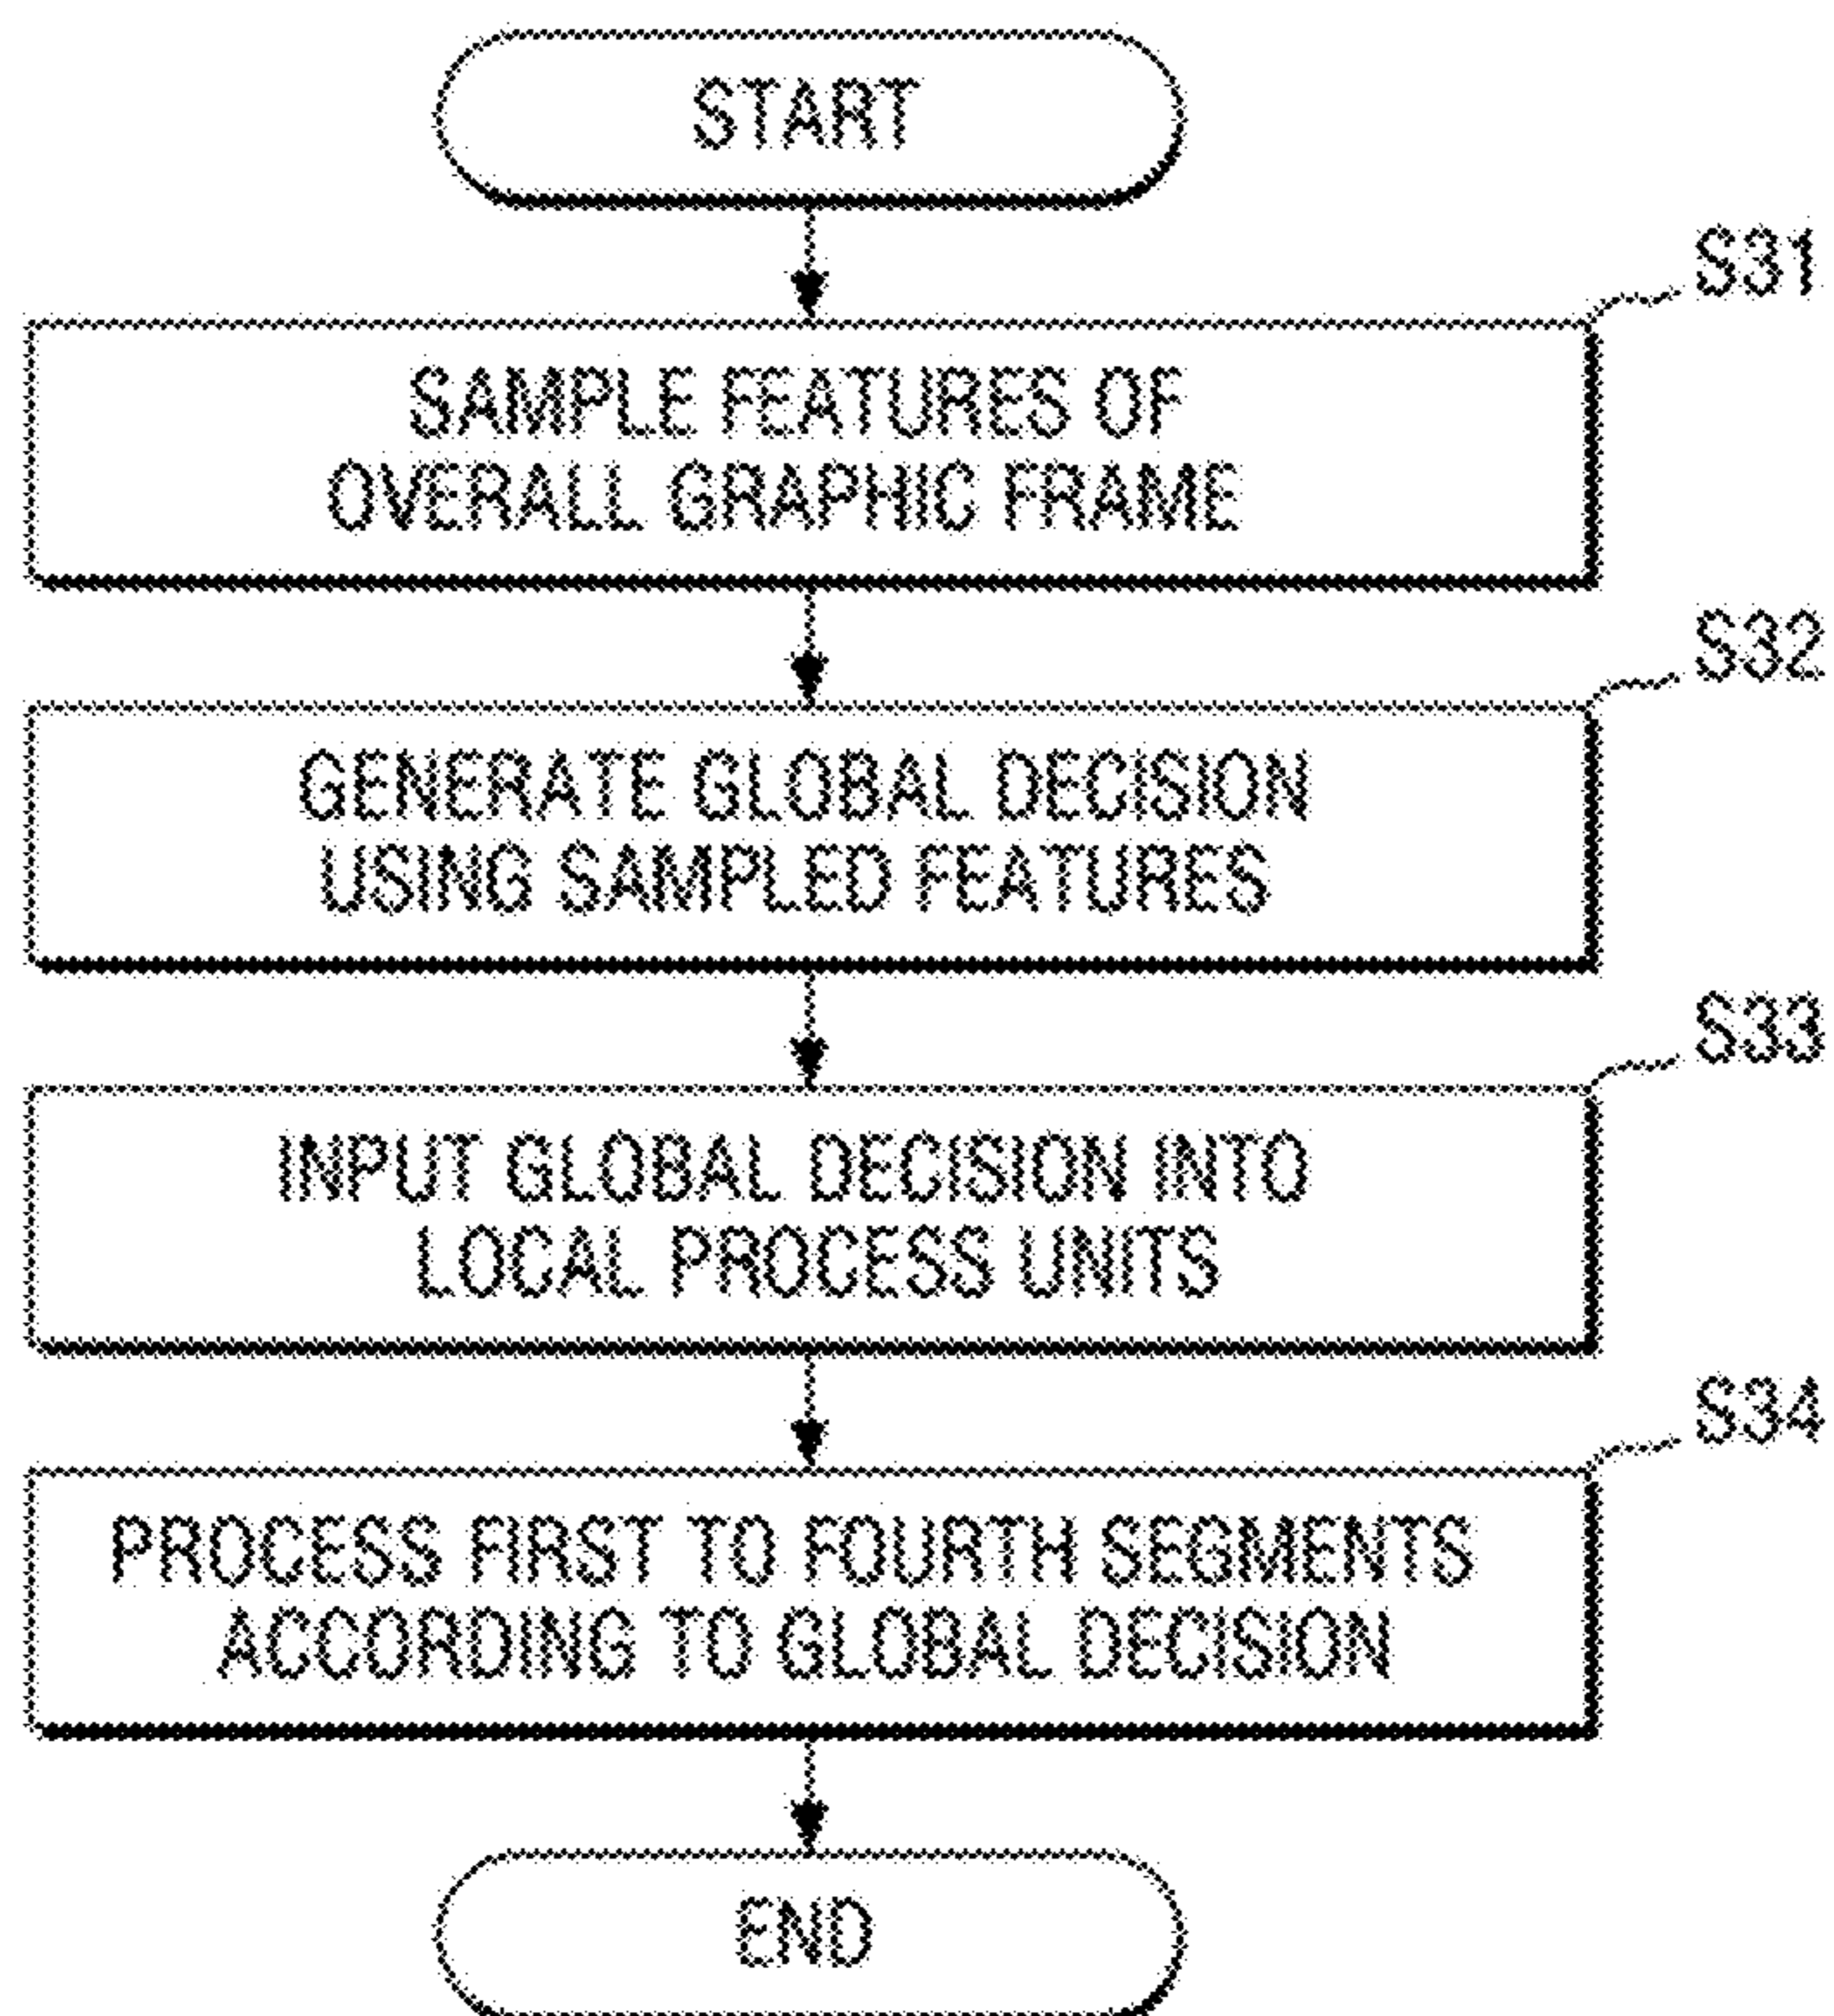 START
S31
SAMPLE FEATURES OF
OVERALL GRAPHIC FRAME
S32
GENERATE GLOBAL DECISION
USING SAMPLED FEATURES
S33
INPUT GLOBAL DECISION INTO
LOCAL PROCESS UNITS
S34
PROCESS FIRST TO FOURTH SEGMENTS
ACCORDING TO GLOBAL DECISION
END